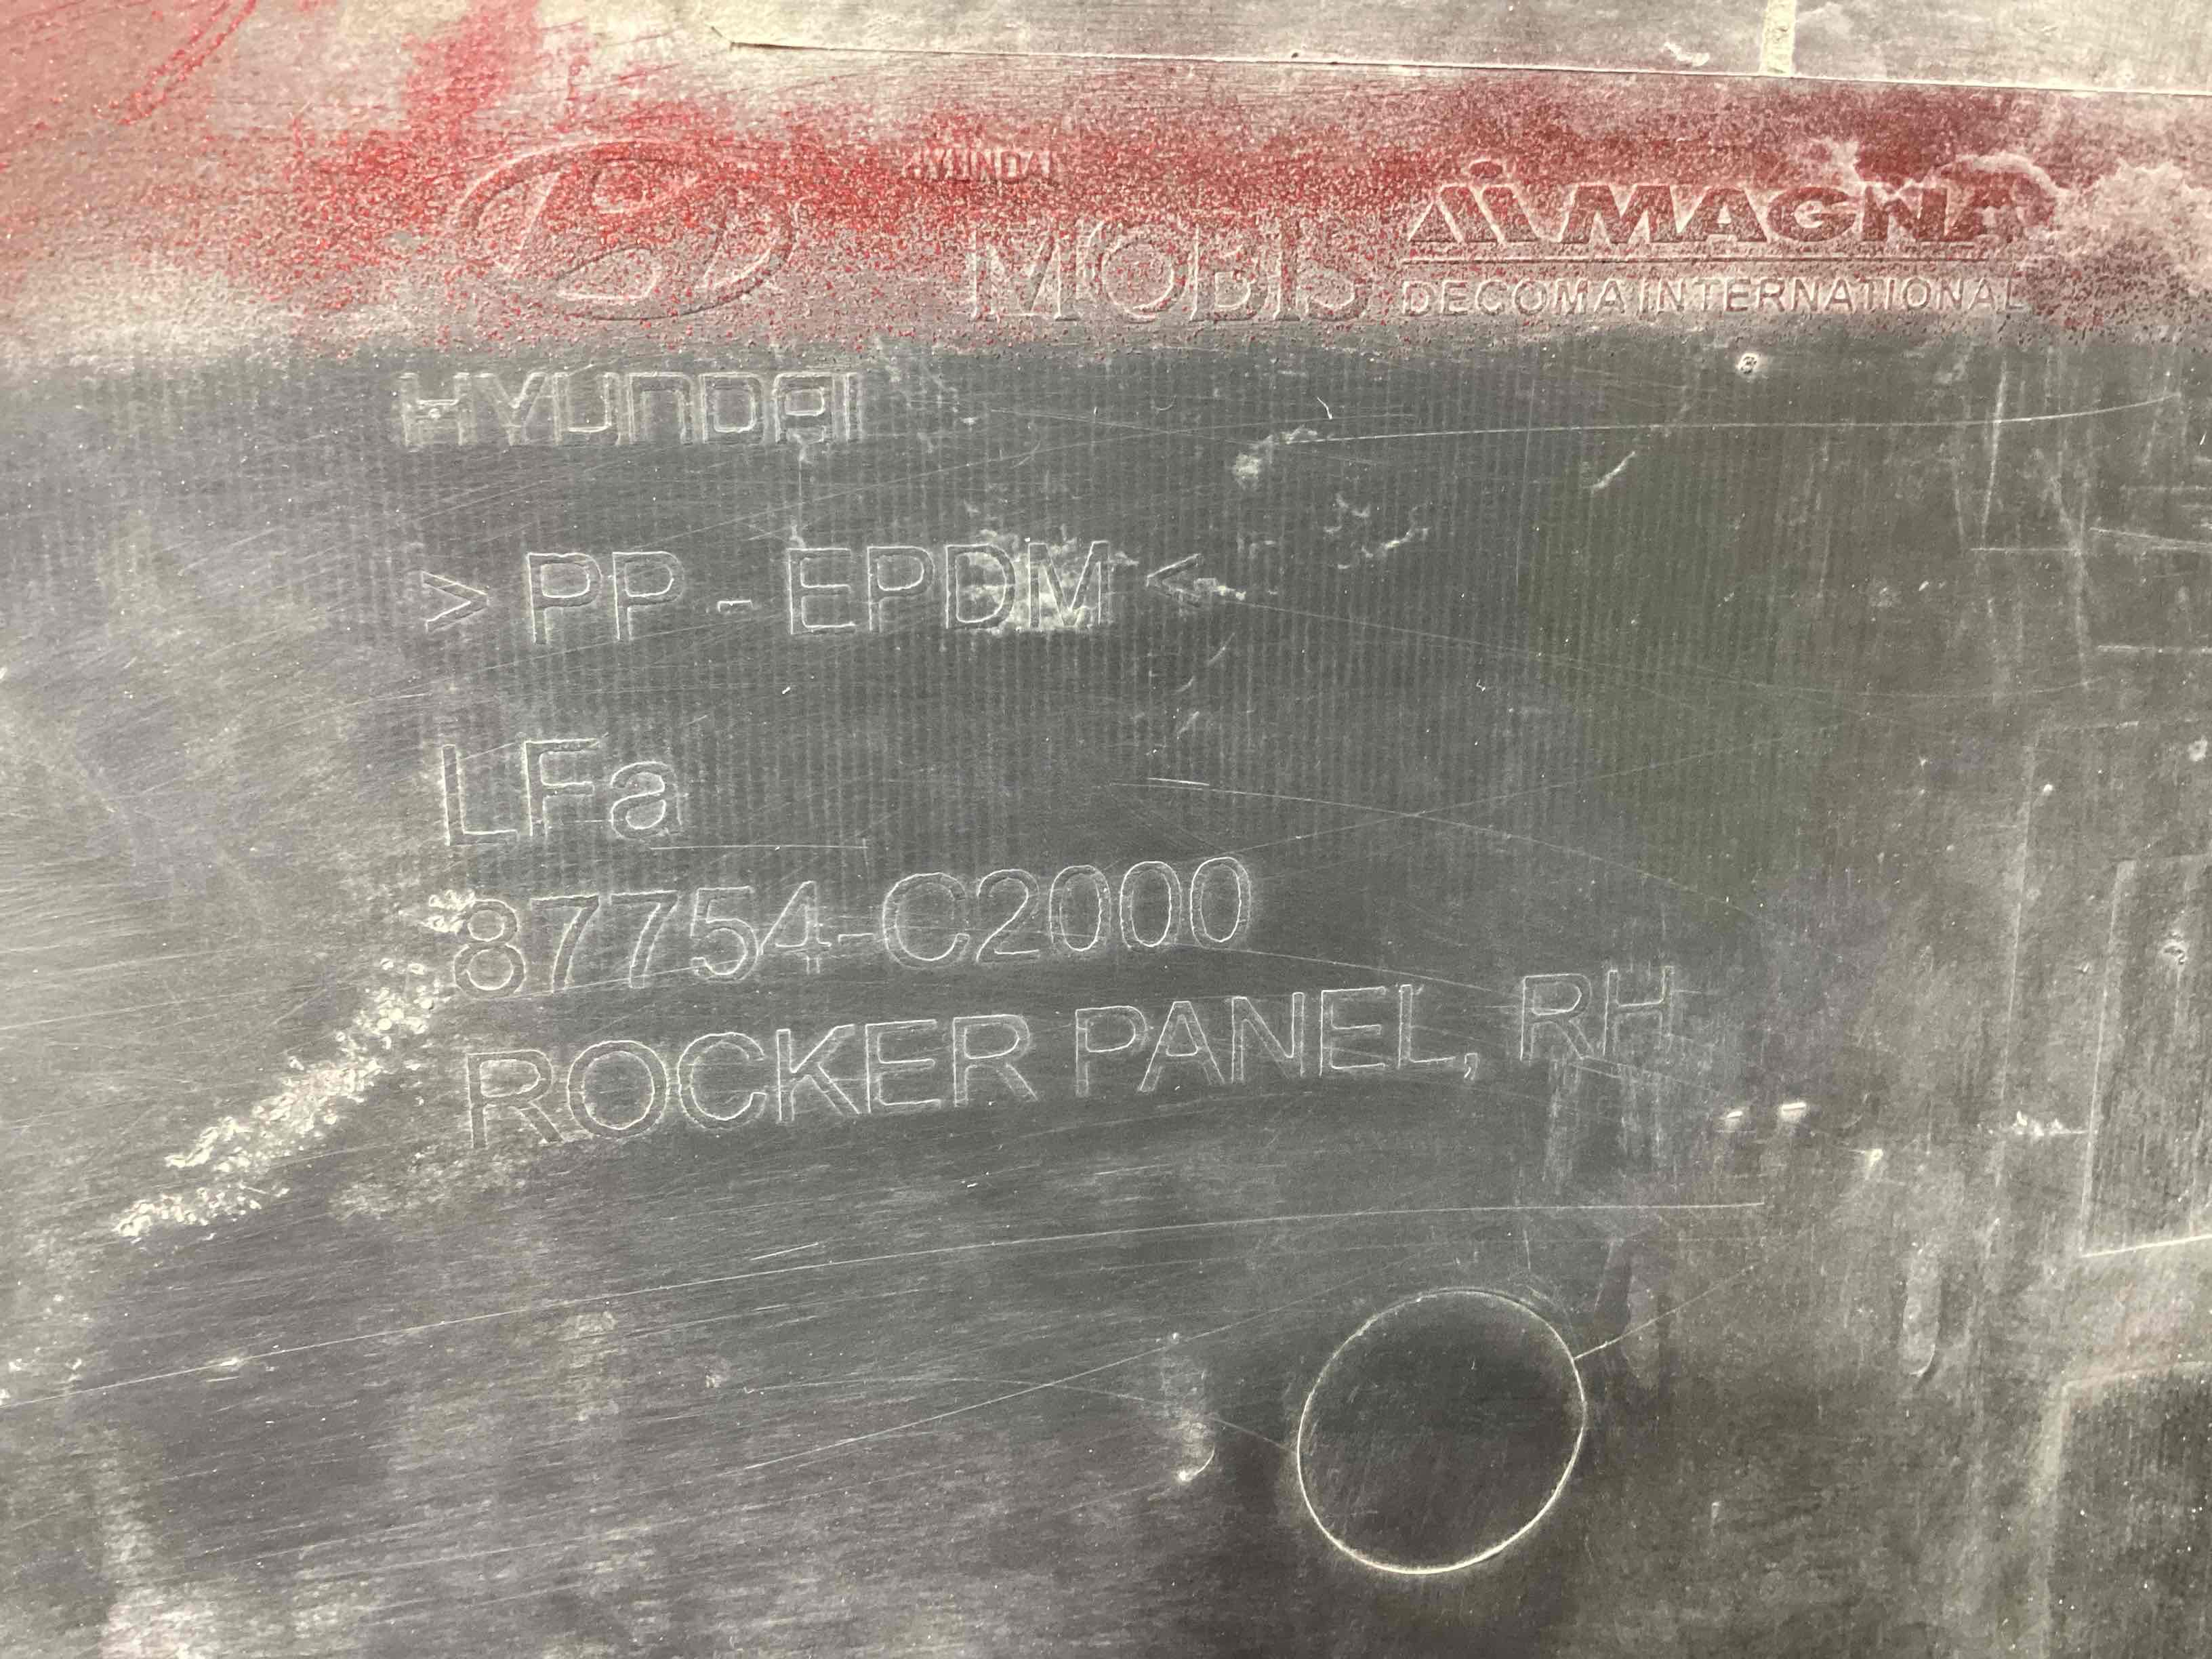 HYUNDAI
MOBIS
MAGNA
DECOMA INTERNATIONAL
HYUNDAI
> PP - EPDM <
LFa
87754-C2000
ROCKER PANEL, RH